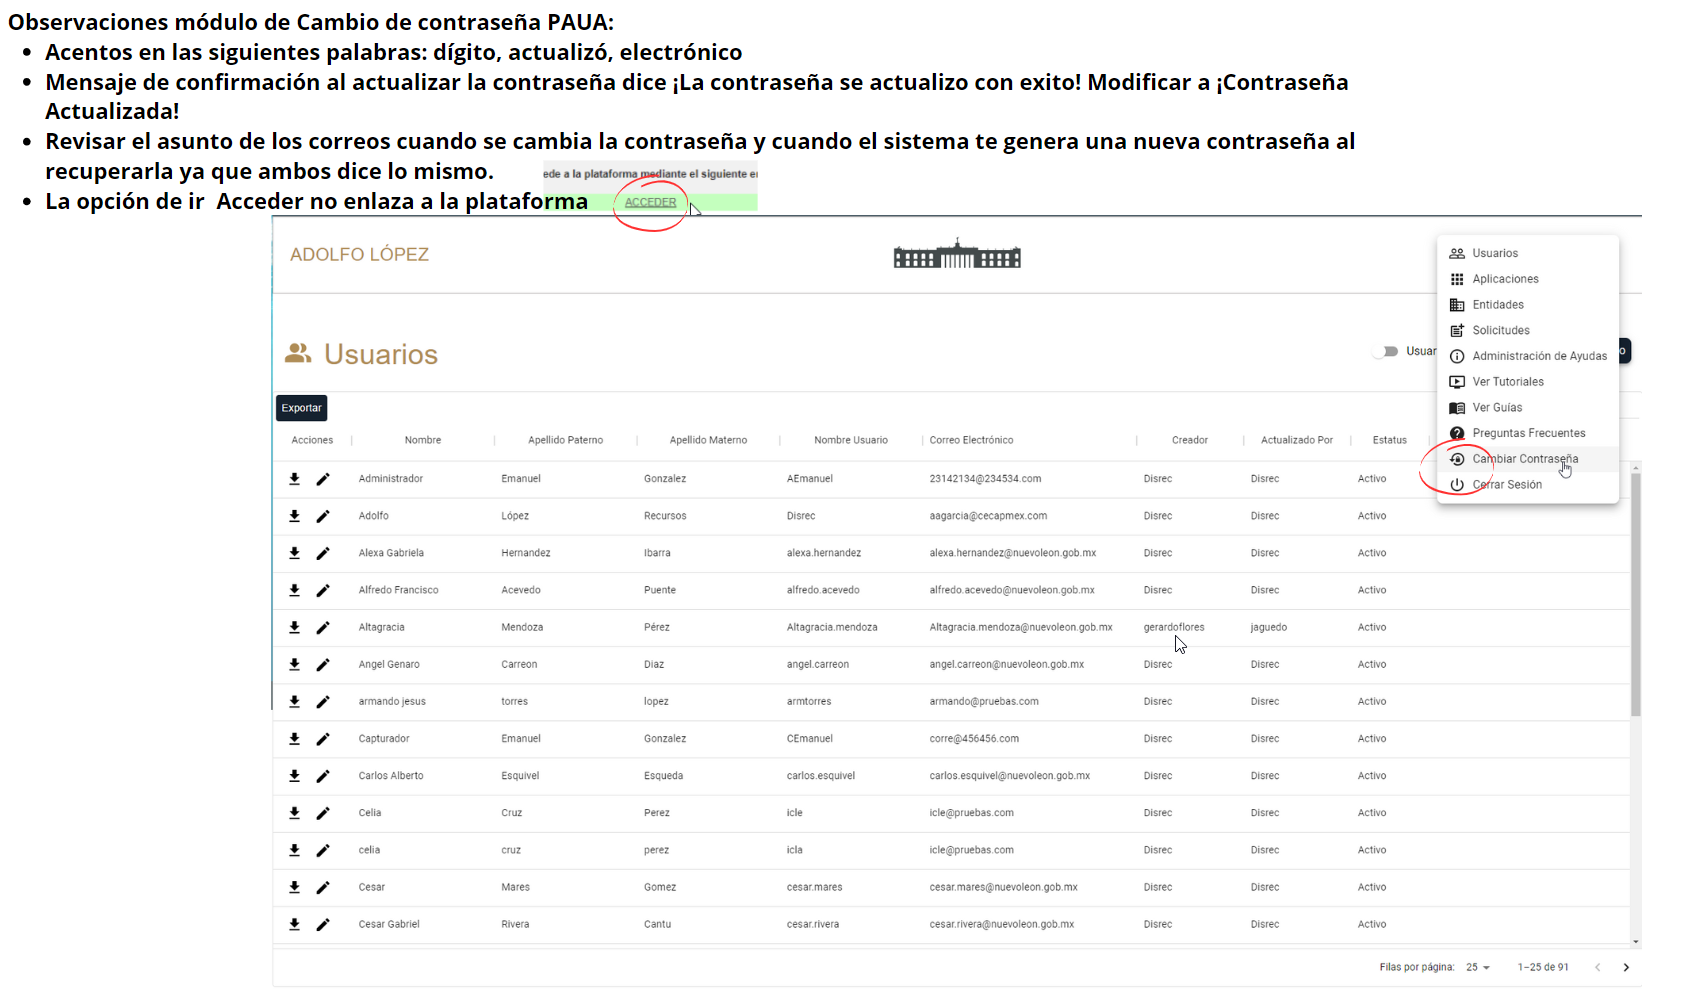 Observaciones módulo de Cambio de contraseña PAUA:
• Acentos en las siguientes palabras: dígito, actualizó, electrónico
• Mensaje de confirmación al actualizar la contraseña dice ¡La contraseña se actualizo con exito! Modificar a ¡Contraseña
Actualizada!
• Revisar el asunto de los correos cuando se cambia la contraseña y cuando el sistema te genera una nueva contraseña al
recuperarla ya que ambos dice lo mismo.
ede a la plataforma mediante el siguiente
• La opción de ir Acceder no enlaza a la plataforma
ACCEDER
ADOLFO LÓPEZ
Usuarios
Aplicaciones
Entidades
Solicitudes
Administración de Ayudas
Ver Tutoriales
Ver Guías
Preguntas Frecuentes
Cambiar Contraseña
Cerrar Sesión
Usuarios
Usuar
o
Exportar
Acciones Nombre Apellido Paterno Apellido Materno Nombre Usuario Correo Electrónico Creador Actualizado Por Estatus
Administrador Emanuel Gonzalez AEmanuel 23142134@234534.com Disrec Disrec Activo
Adolfo López Recursos Disrec aagarcia@cecapmex.com Disrec Disrec Activo
Alexa Gabriela Hernandez Ibarra alexa.hernandez alexa.hernandez@nuevoleon.gob.mx Disrec Disrec Activo
Alfredo Francisco Acevedo Puente alfredo.acevedo alfredo.acevedo@nuevoleon.gob.mx Disrec Disrec Activo
Altagracia Mendoza Pérez Altagracia.mendoza Altagracia.mendoza@nuevoleon.gob.mx gerardoflores jaguedo Activo
Angel Genaro Carreon Diaz angel.carreon angel.carreon@nuevoleon.gob.mx Disrec Disrec Activo
armando jesus torres lopez armtorres armando@pruebas.com Disrec Disrec Activo
Capturador Emanuel Gonzalez CEmanuel corre@456456.com Disrec Disrec Activo
Carlos Alberto Esquivel Esqueda carlos.esquivel carlos.esquivel@nuevoleon.gob.mx Disrec Disrec Activo
Celia Cruz Perez icle icle@pruebas.com Disrec Disrec Activo
celia cruz perez icla icle@pruebas.com Disrec Disrec Activo
Cesar Mares Gomez cesar.mares cesar.mares@nuevoleon.gob.mx Disrec Disrec Activo
Cesar Gabriel Rivera Cantu cesar.rivera cesar.rivera@nuevoleon.gob.mx Disrec Disrec Activo
Filas por página: 25 1–25 de 91